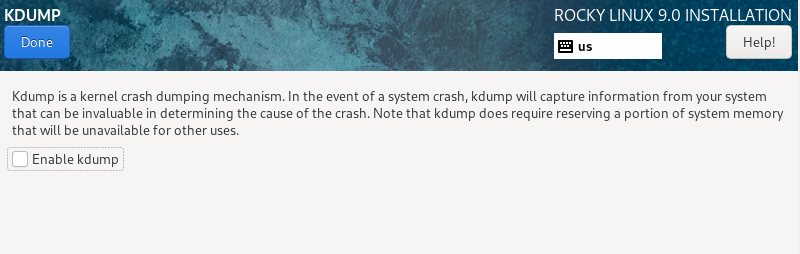 KDUMP
ROCKY LINUX 9.0 INSTALLATION
Done
us
Help!
Kdump is a kernel crash dumping mechanism. In the event of a system crash, kdump will capture information from your system
that can be invaluable in determining the cause of the crash. Note that kdump does require reserving a portion of system memory
that will be unavailable for other uses.
Enable kdump